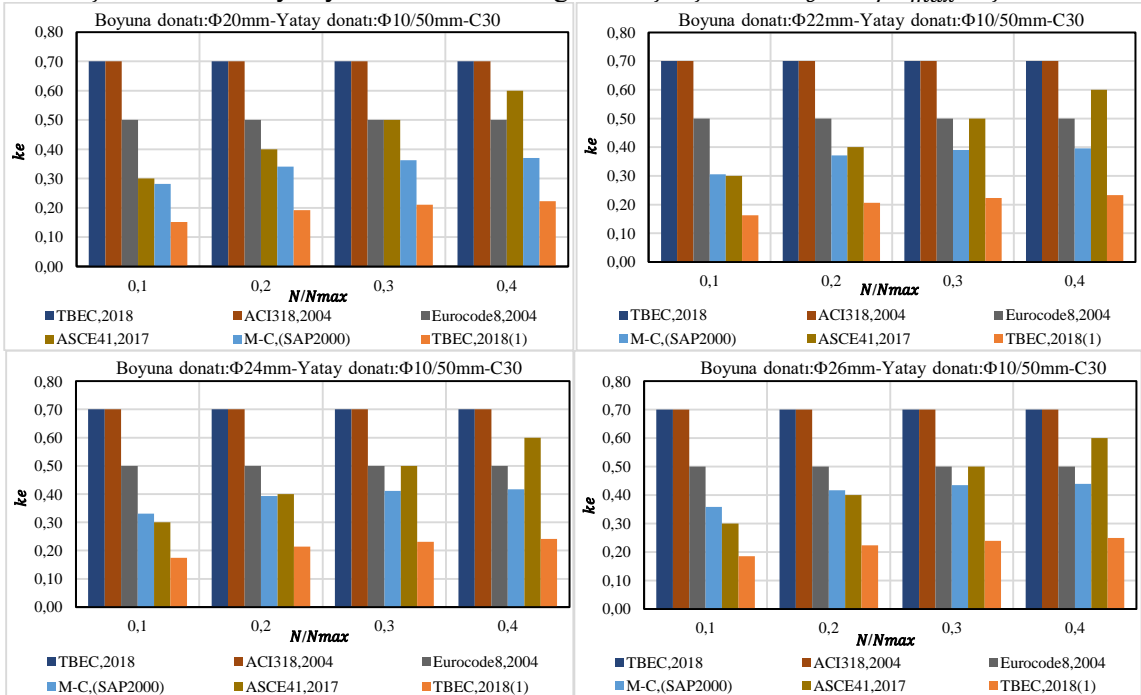 Boyuna donatı:Φ20mm-Yatay donatı:Φ10/50mm-C30
0,80
0,70
0,60
0,50
0,40
0,30
0,20
0,10
0,00
ke
0,1 0,2 0,3 0,4
N/Nmax
TBEC,2018 ACI318,2004 Eurocode8,2004
ASCE41,2017 M-C,(SAP2000) TBEC,2018(1)
Boyuna donatı:Φ22mm-Yatay donatı:Φ10/50mm-C30
0,80
0,70
0,60
0,50
0,40
0,30
0,20
0,10
0,00
ke
0,1 0,2 0,3 0,4
N/Nmax
TBEC,2018 ACI318,2004 Eurocode8,2004
M-C,(SAP2000) ASCE41,2017 TBEC,2018(1)
Boyuna donatı:Φ24mm-Yatay donatı:Φ10/50mm-C30
0,80
0,70
0,60
0,50
0,40
0,30
0,20
0,10
0,00
ke
0,1 0,2 0,3 0,4
N/Nmax
TBEC,2018 ACI318,2004 Eurocode8,2004
M-C,(SAP2000) ASCE41,2017 TBEC,2018(1)
Boyuna donatı:Φ26mm-Yatay donatı:Φ10/50mm-C30
0,80
0,70
0,60
0,50
0,40
0,30
0,20
0,10
0,00
ke
0,1 0,2 0,3 0,4
N/Nmax
TBEC,2018 ACI318,2004 Eurocode8,2004
M-C,(SAP2000) ASCE41,2017 TBEC,2018(1)